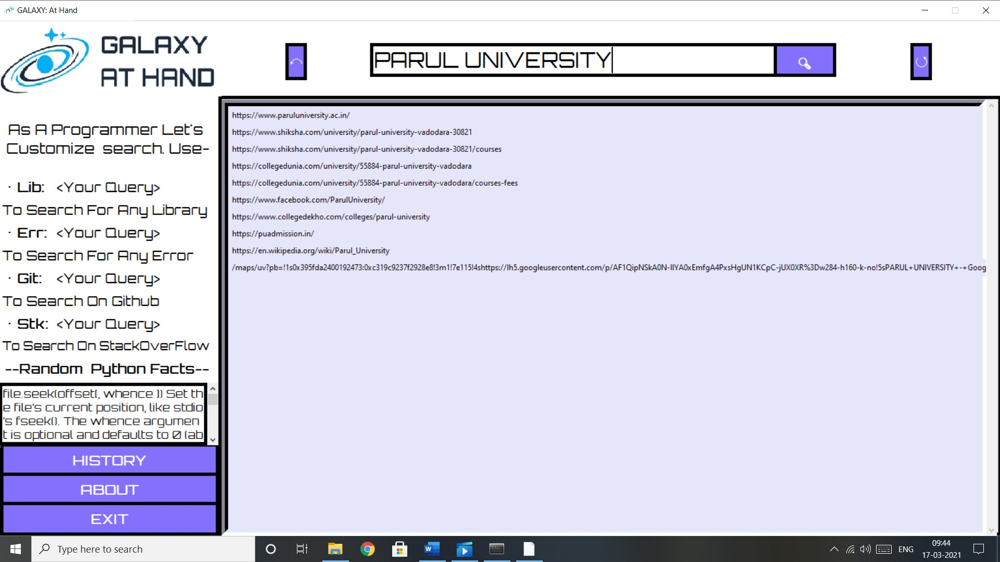 GALAXY: At Hand
GALAXY
AT HAND
PARUL UNIVERSITY
As A Programmer Let's
Customize search. Use-
· Lib: <Your Query>
To Search For Any Library
· Err: <Your Query>
To Search For Any Error
· Git: <Your Query>
To Search On Github
· Stk: <Your Query>
To Search On StackOverFlow
--Random Python Facts--
file.seek(offset[, whence ]) Set th
e file's current position, like stdio
's fseek(). The whence argumen
t is optional and defaults to 0 (ab
HISTORY
ABOUT
EXIT
https://www.paruluniversity.ac.in/
https://www.shiksha.com/university/parul-university-vadodara-30821
https://www.shiksha.com/university/parul-university-vadodara-30821/courses
https://collegedunia.com/university/55884-parul-university-vadodara
https://collegedunia.com/university/55884-parul-university-vadodara/courses-fees
https://www.facebook.com/ParulUniversity/
https://www.collegedekho.com/colleges/parul-university
https://puadmission.in/
https://en.wikipedia.org/wiki/Parul_University
/maps/uv?pb=!1s0x395fda2400192473:0xc319c9237f2928e8!3m1!7e115!4shttps://lh5.googleusercontent.com/p/AF1QipNSkA0N-IlYA0xEmfgA4PxsHgUN1KCpC-jUX0XR%3Dw284-h160-k-no!5sPARUL+UNIVERSITY+-+Goog
Type here to search
ENG
09:44
17-03-2021